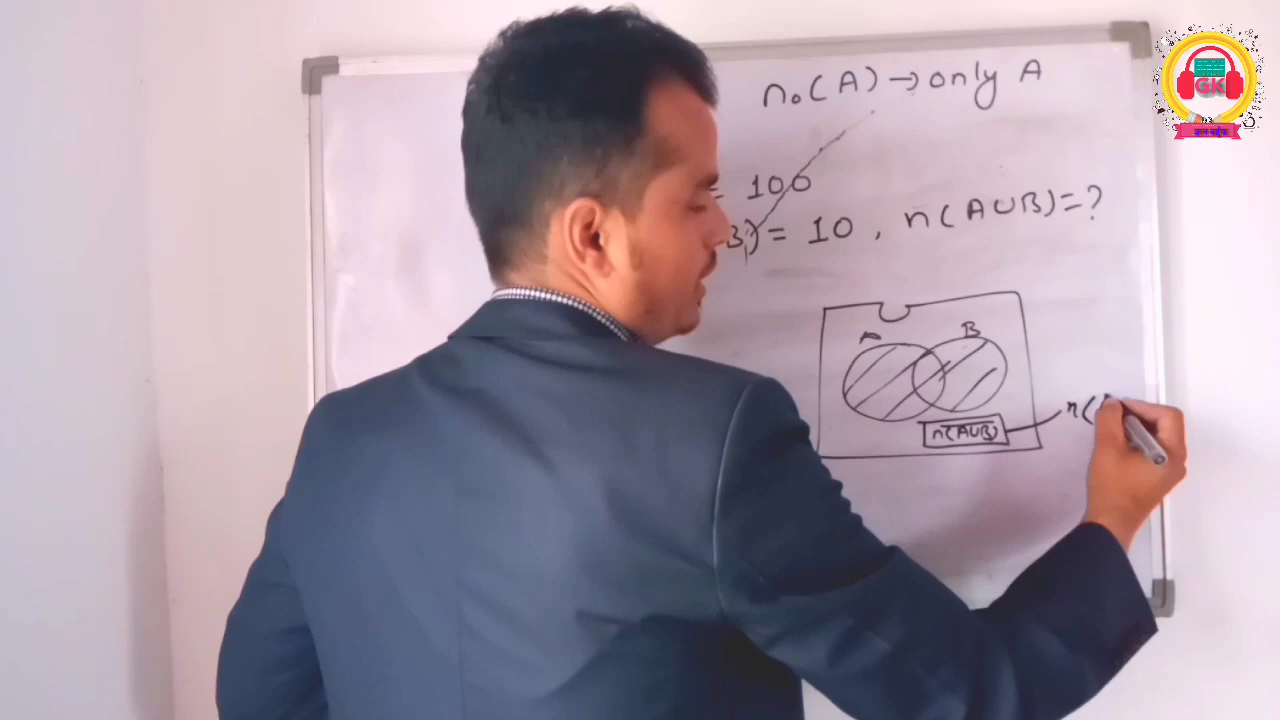 n₀(A) → only A
= 100
B) = 10 , n(A∪B)=?
A
B
n(A∪B)
n(
GK